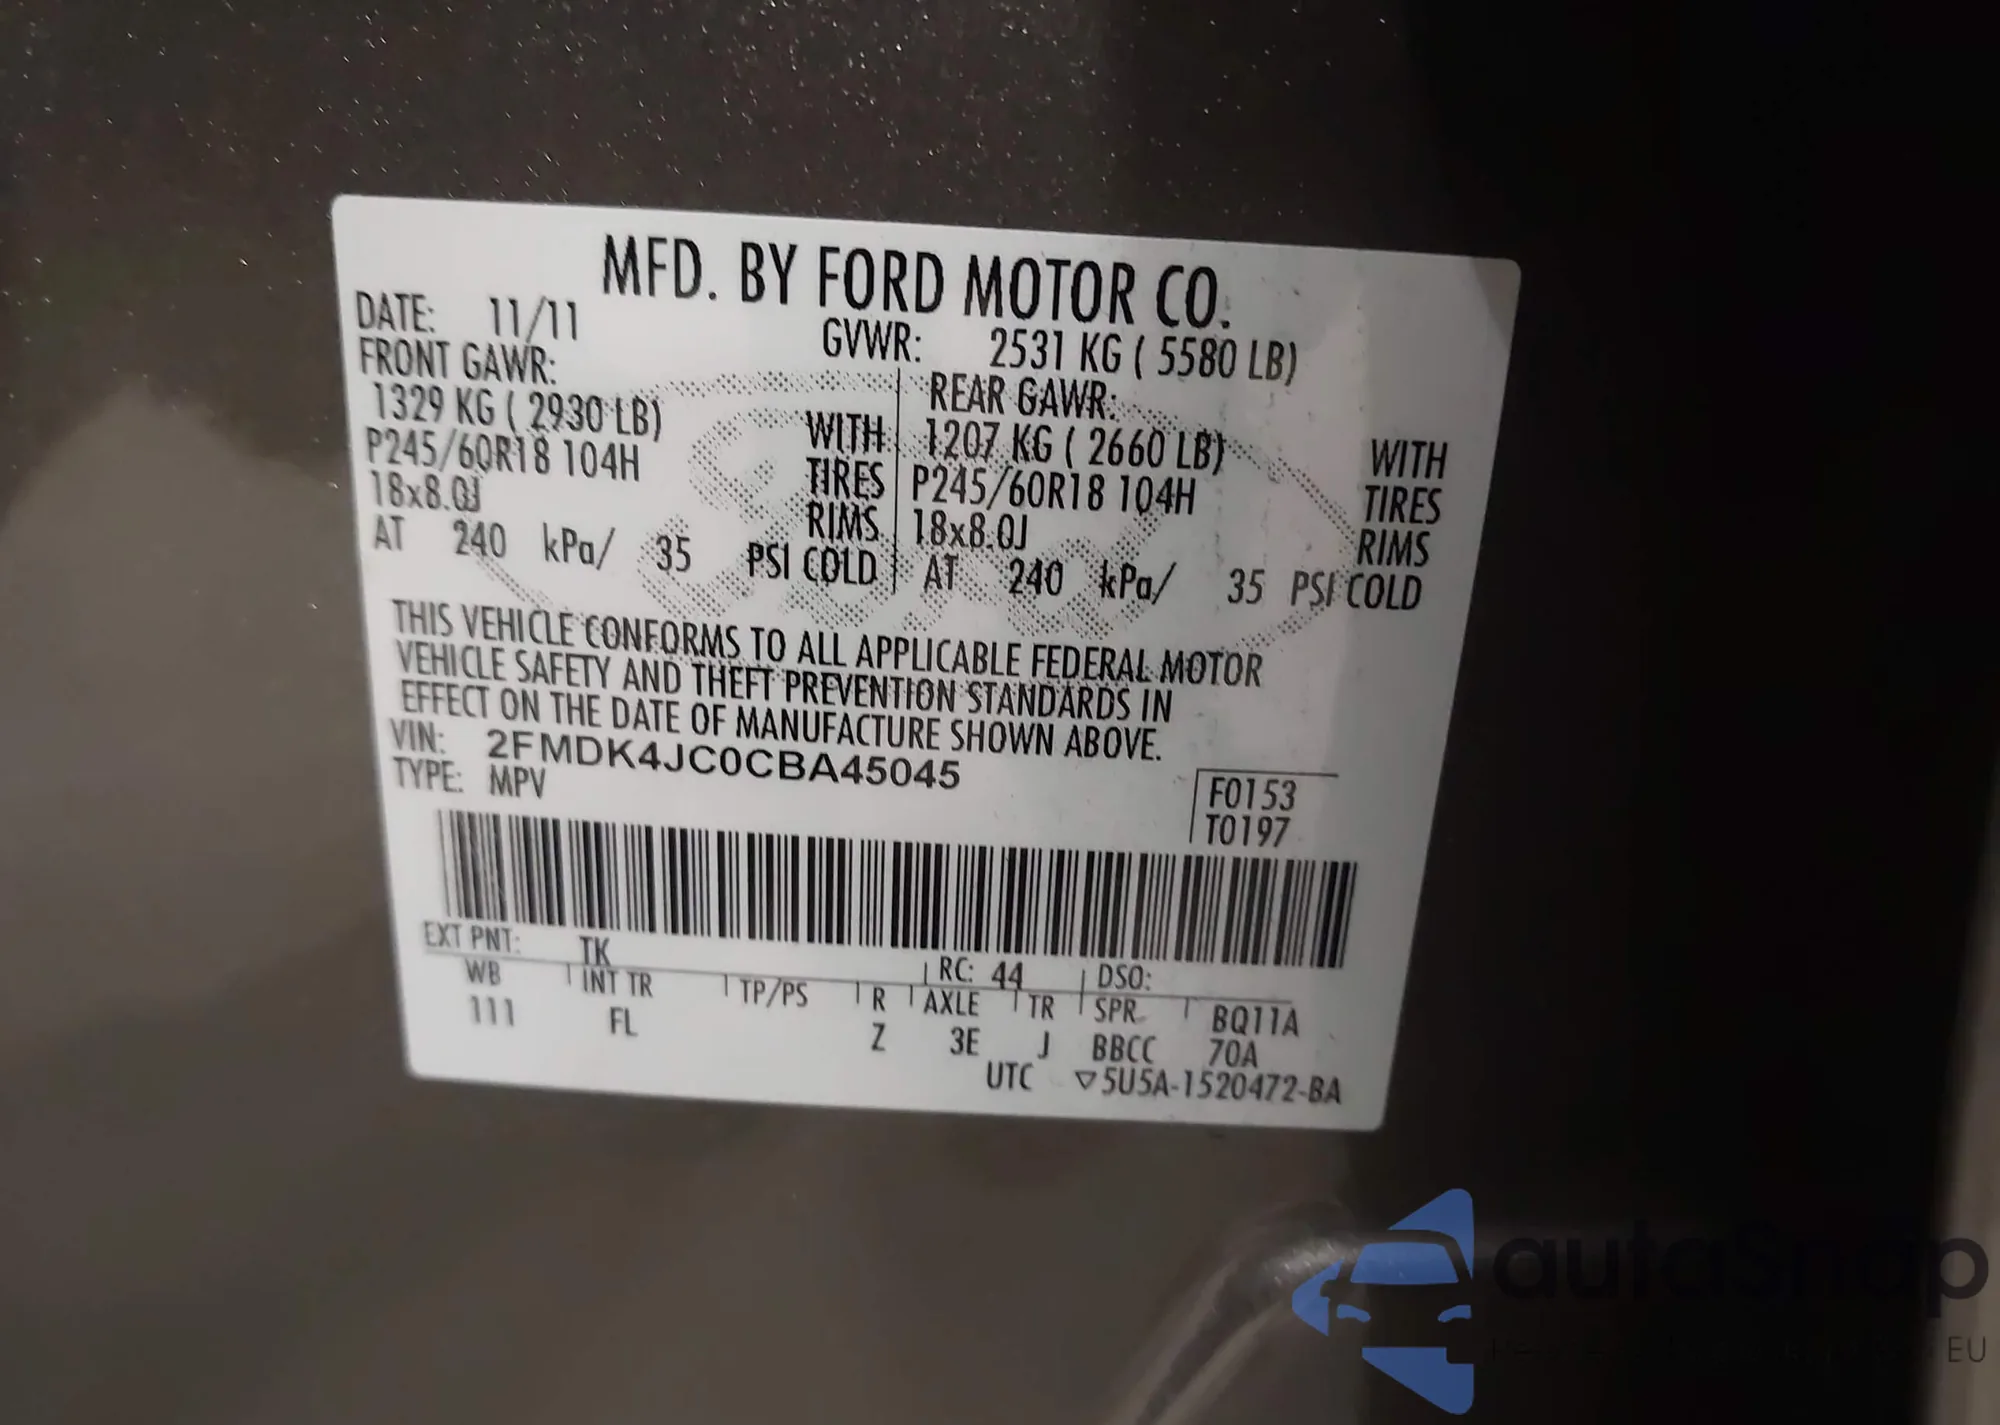 MFD. BY FORD MOTOR CO.
DATE: 11/11 GVWR: 2531 KG ( 5580 LB)
FRONT GAWR: REAR GAWR:
1329 KG ( 2930 LB) WITH 1207 KG ( 2660 LB) WITH
P245/60R18 104H TIRES P245/60R18 104H TIRES
18x8.0J RIMS 18x8.0J RIMS
AT 240 kPa/ 35 PSI COLD AT 240 kPa/ 35 PSI COLD
THIS VEHICLE CONFORMS TO ALL APPLICABLE FEDERAL MOTOR
VEHICLE SAFETY AND THEFT PREVENTION STANDARDS IN
EFFECT ON THE DATE OF MANUFACTURE SHOWN ABOVE.
VIN: 2FMDK4JC0CBA45045
TYPE: MPV
F0153
T0197
EXT PNT: TK RC: 44 DSO:
WB INT TR TP/PS R AXLE TR SPR BQ11A
111 FL Z 3E J BBCC 70A
UTC ▽5U5A-1520472-BA
autasnap
EU